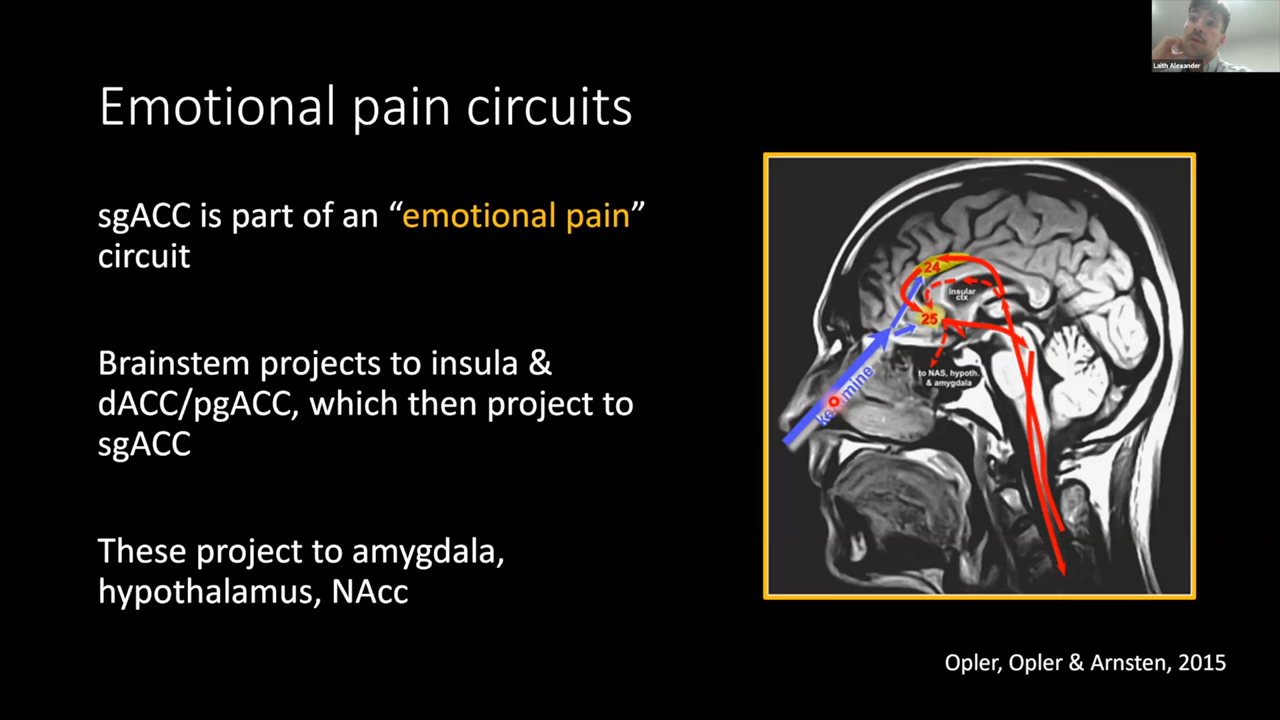 Laith Alexander
Emotional pain circuits
sgACC is part of an “emotional pain”
circuit
Brainstem projects to insula &
dACC/pgACC, which then project to
sgACC
These project to amygdala,
hypothalamus, NAcc
24
insular
ctx
25
to NAS, hypoth.
& amygdala
ketamine
Opler, Opler & Arnsten, 2015